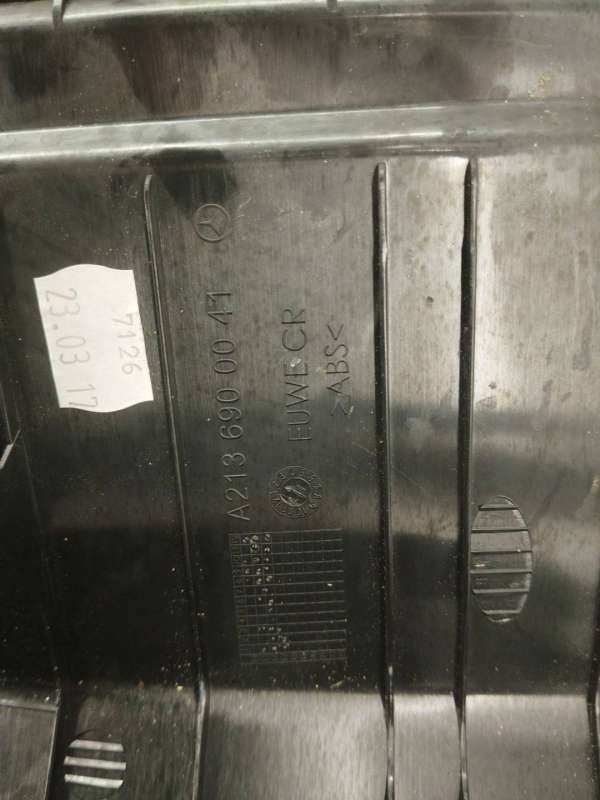 7126
23.03 17
A213 690 00 41
EUWE CR
>ABS<